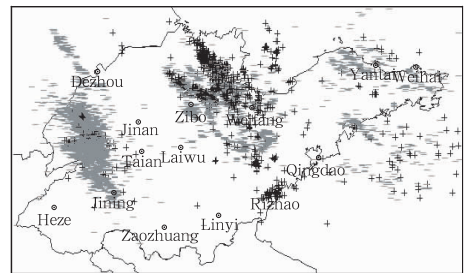 Dezhou
Yantai Weihai
Zibo
Weifang
Jinan
Taian Laiwu
Qingdao
Jining
Rizhao
Heze
Linyi
Zaozhuang